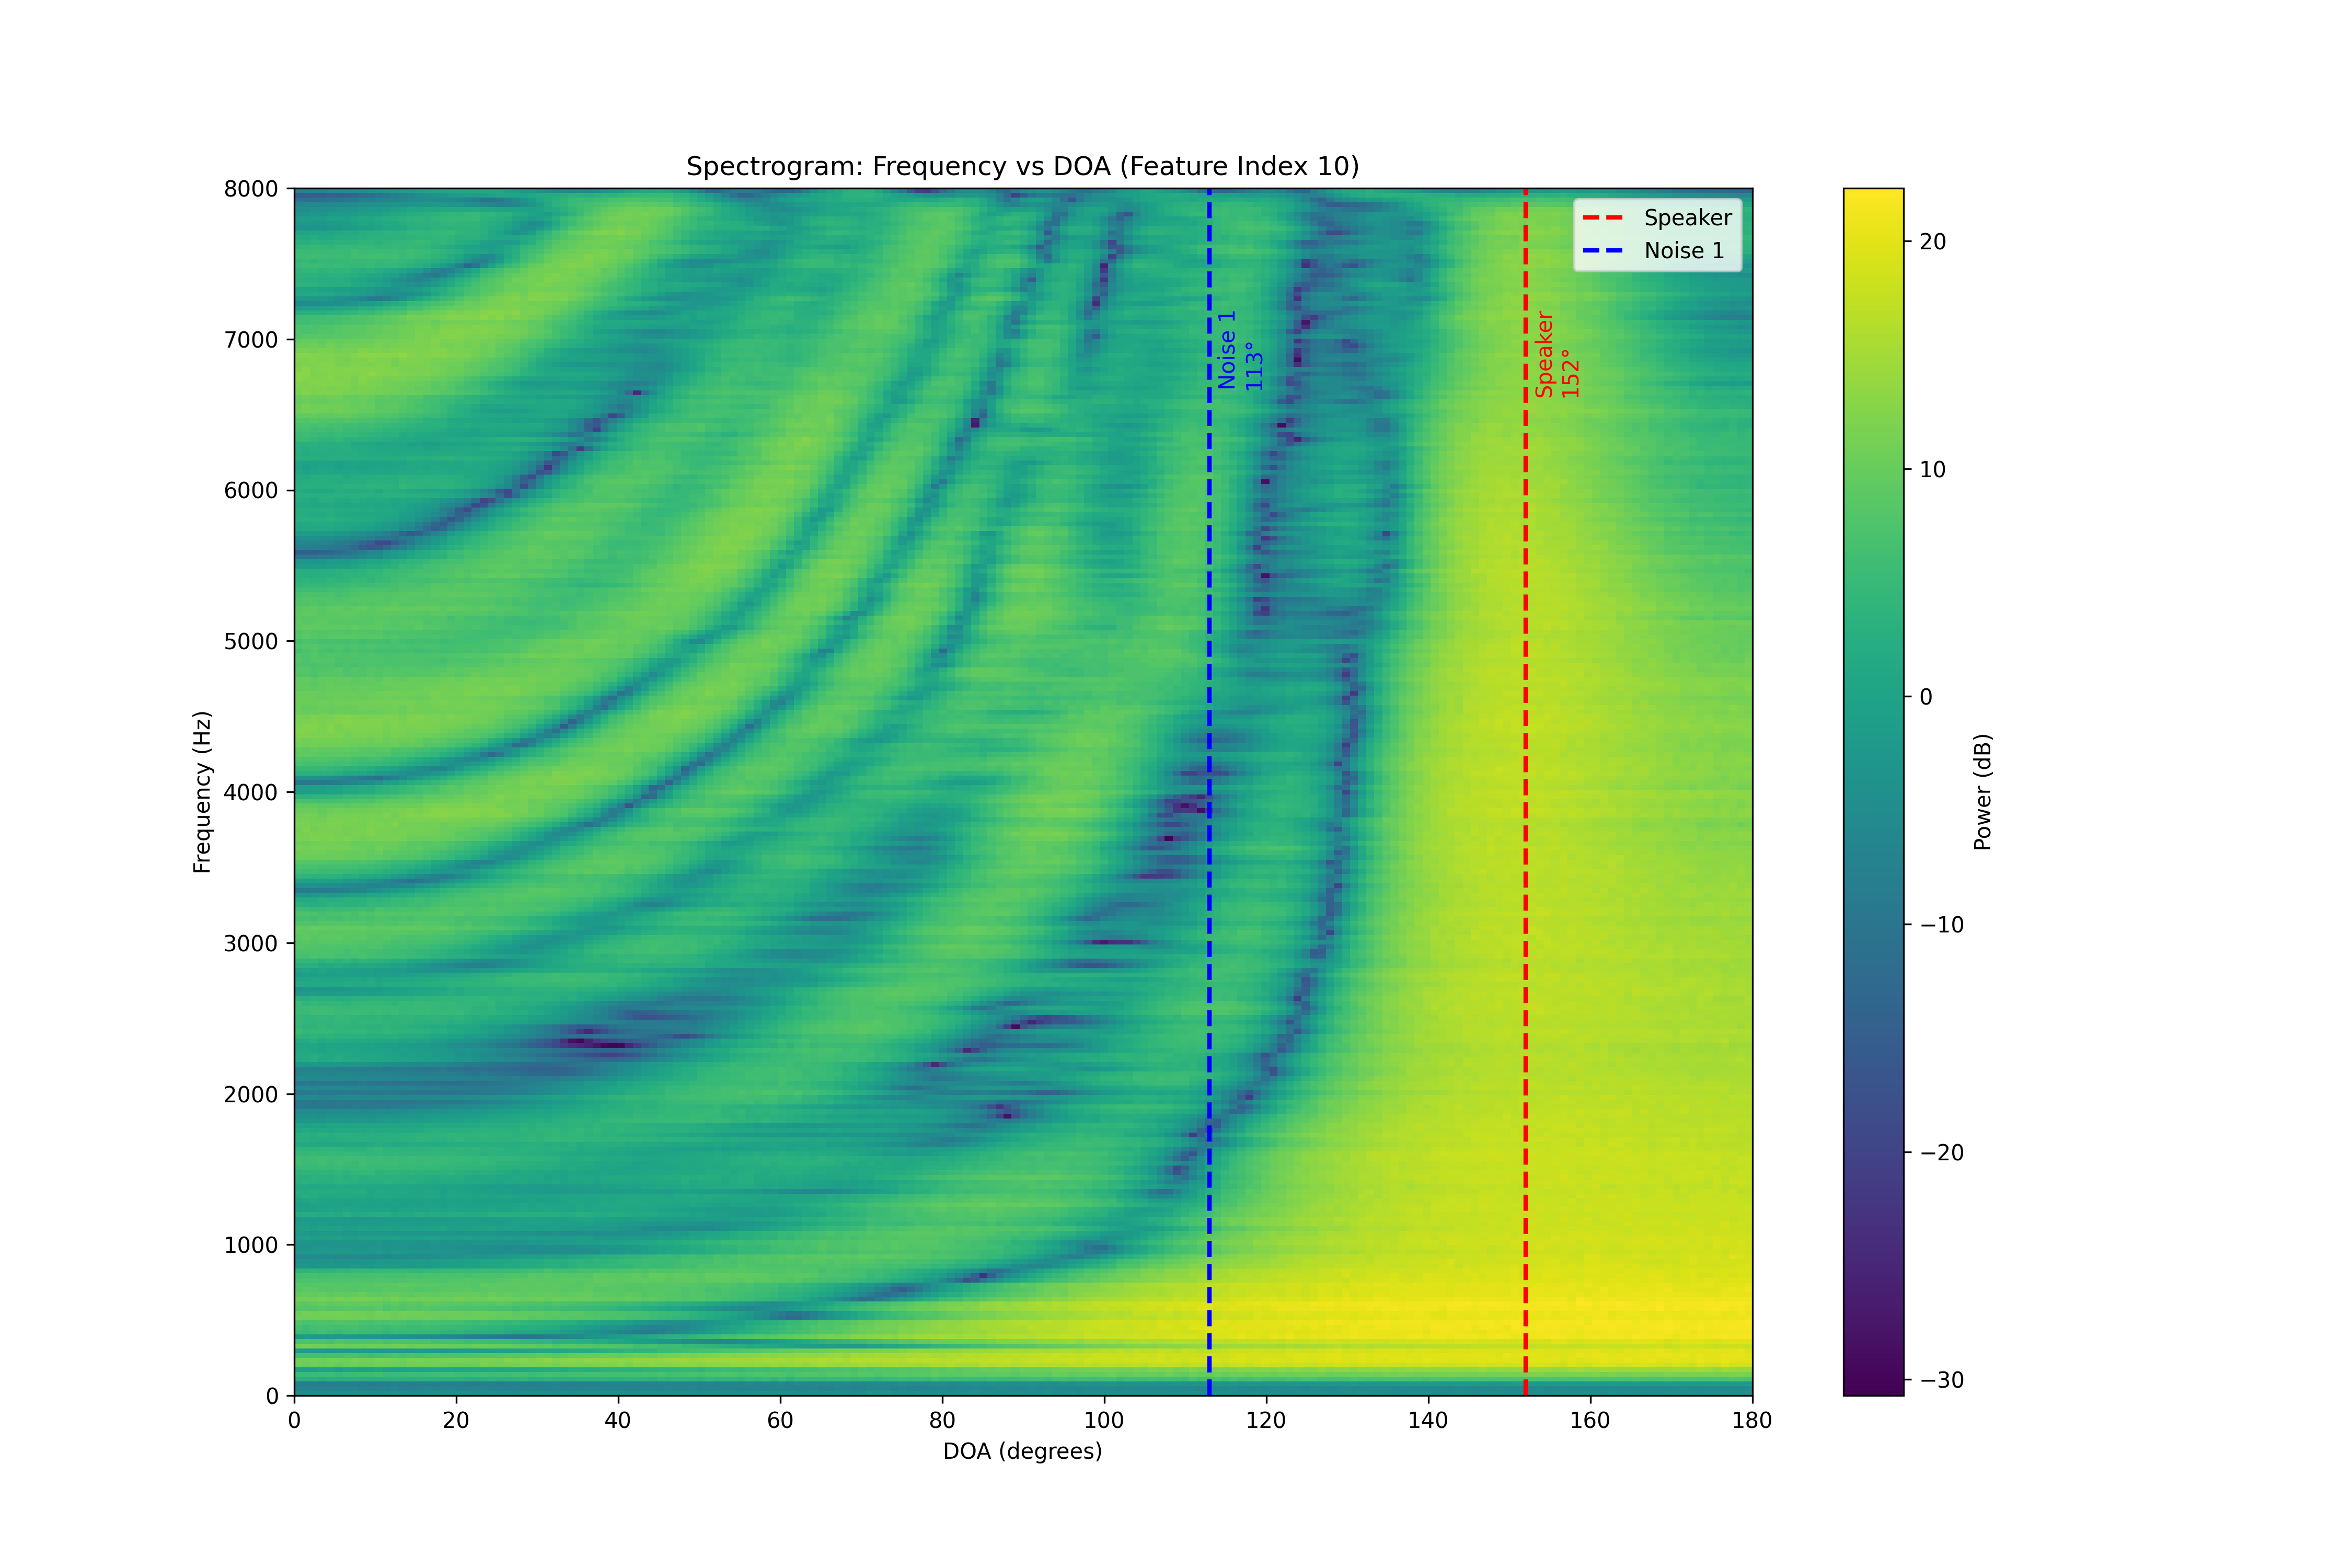 Spectrogram: Frequency vs DOA (Feature Index 10)
Speaker
Noise 1
Noise 1
113°
Speaker
152°
8000
7000
6000
5000
4000
3000
2000
1000
0
Frequency (Hz)
0 20 40 60 80 100 120 140 160 180
DOA (degrees)
20
10
0
−10
−20
−30
Power (dB)